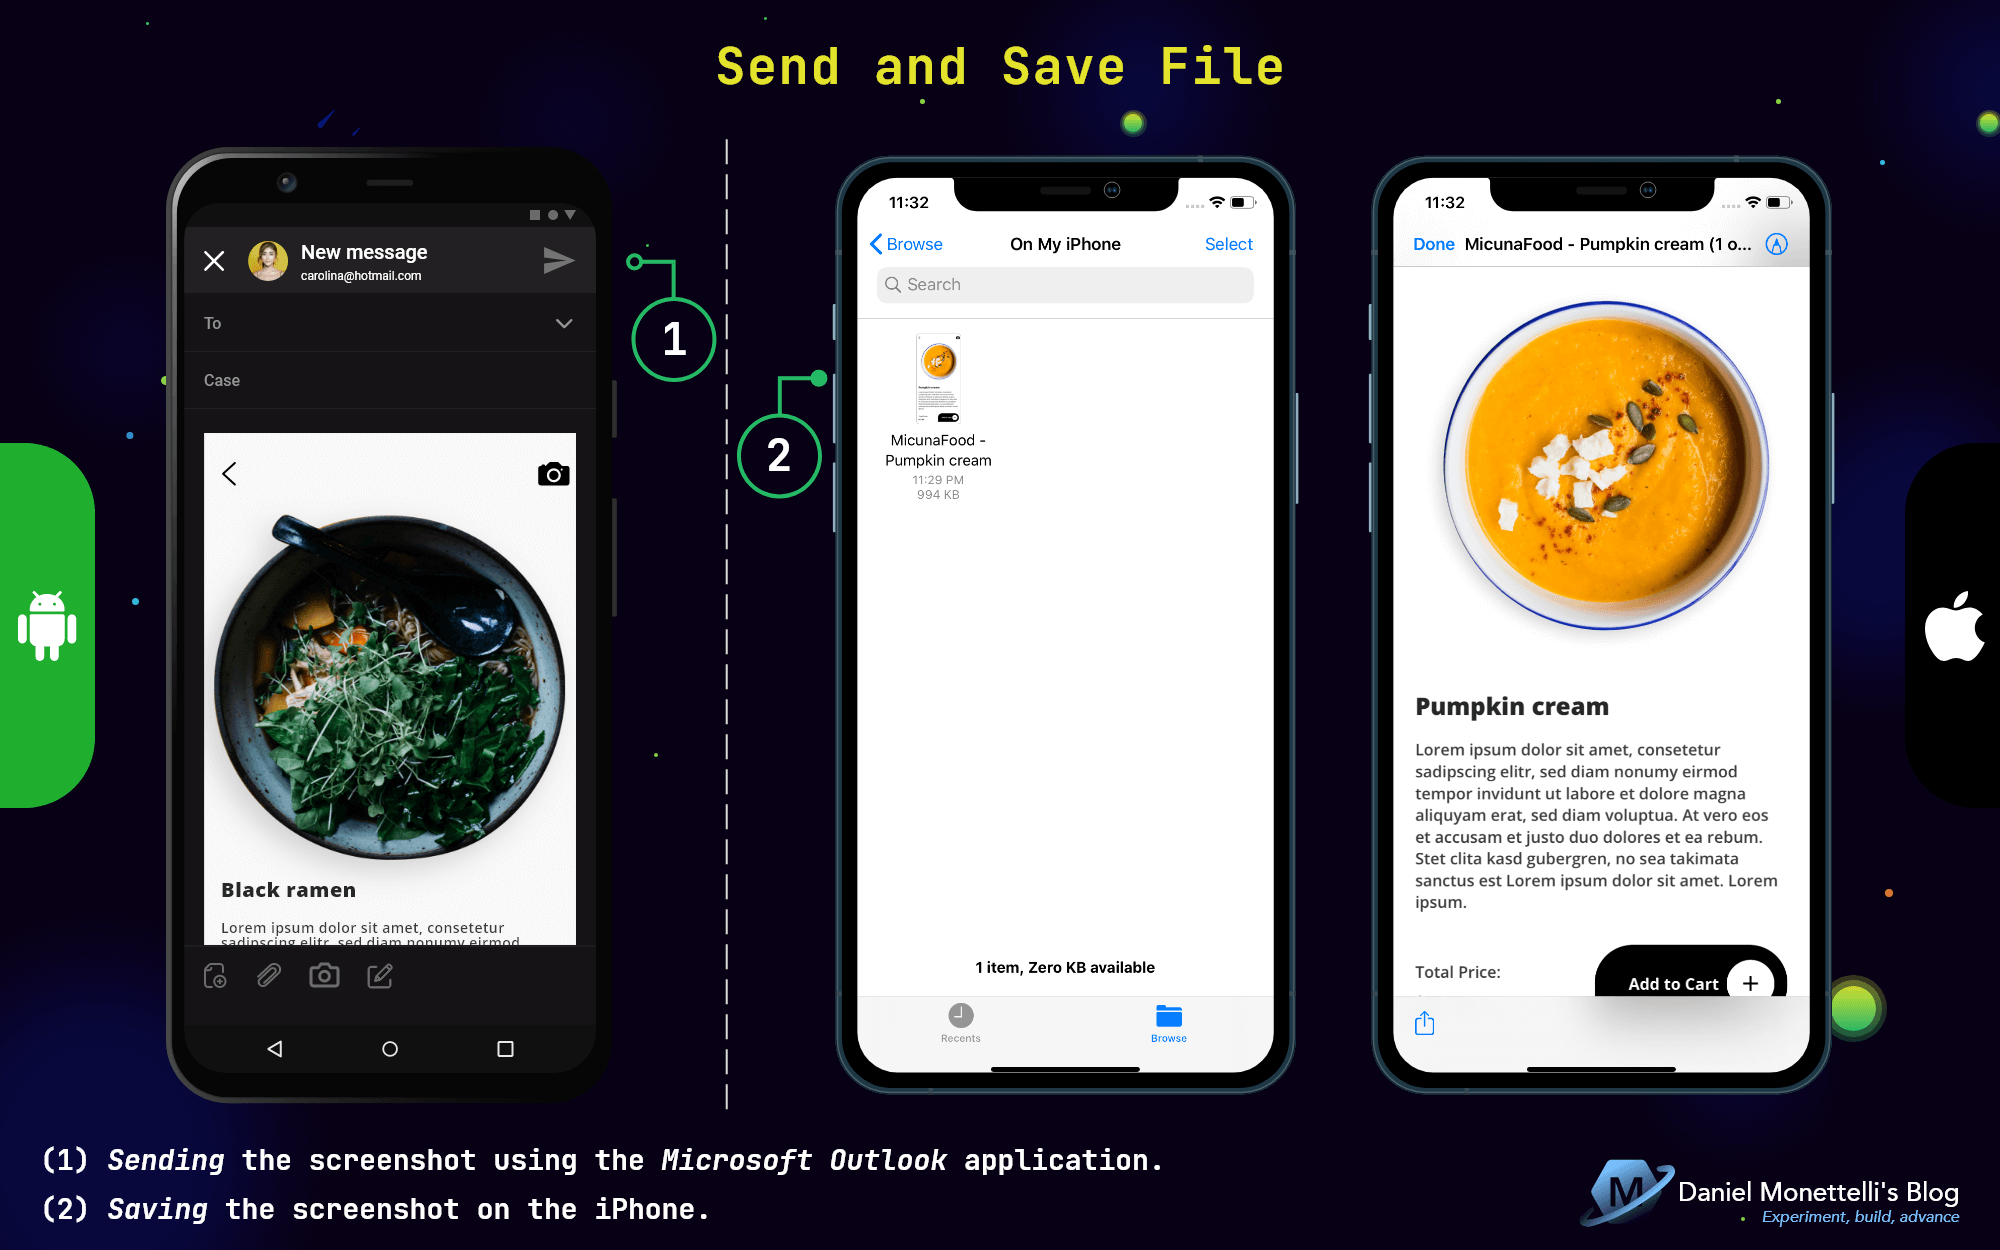 Send and Save File
New message
carolina@hotmail.com
To
Case
Black ramen
Lorem ipsum dolor sit amet, consetetur
sadipscing elitr, sed diam nonumy eirmod
1
2
11:32
Browse
On My iPhone
Select
Search
MicunaFood -
Pumpkin cream
11:29 PM
994 KB
1 item, Zero KB available
Recents
Browse
11:32
Done
MicunaFood - Pumpkin cream (1 o...
Pumpkin cream
Lorem ipsum dolor sit amet, consetetur
sadipscing elitr, sed diam nonumy eirmod
tempor invidunt ut labore et dolore magna
aliquyam erat, sed diam voluptua. At vero eos
et accusam et justo duo dolores et ea rebum.
Stet clita kasd gubergren, no sea takimata
sanctus est Lorem ipsum dolor sit amet. Lorem
ipsum.
Total Price:
Add to Cart
(1) Sending the screenshot using the Microsoft Outlook application.
(2) Saving the screenshot on the iPhone.
M
Daniel Monettelli's Blog
Experiment, build, advance